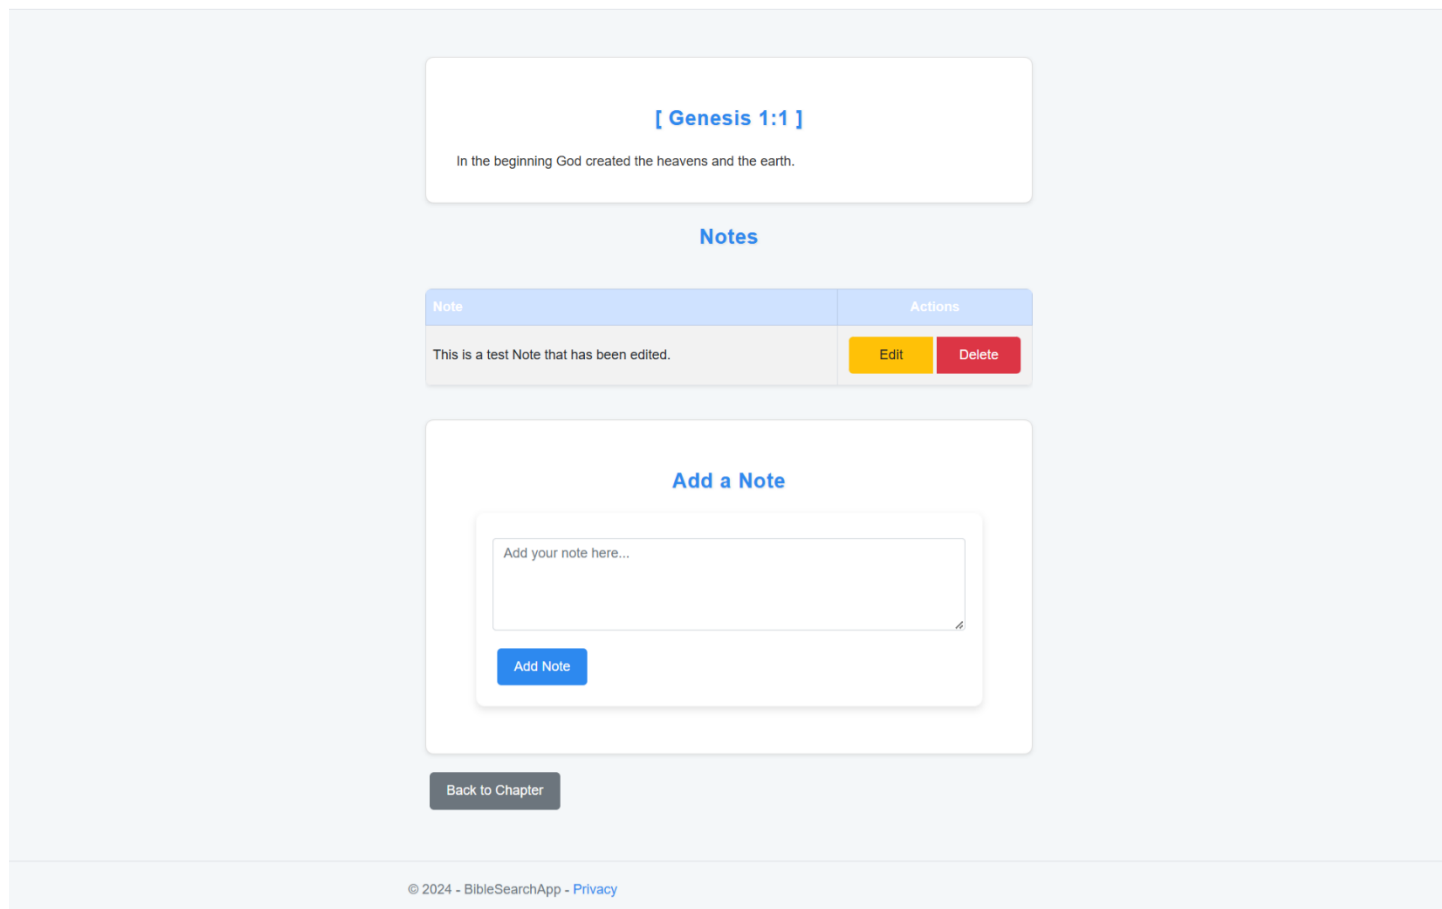 [ Genesis 1:1 ]
In the beginning God created the heavens and the earth.
Notes
Note Actions
This is a test Note that has been edited. Edit Delete
Add a Note
Add your note here...
Add Note
Back to Chapter
© 2024 - BibleSearchApp - Privacy